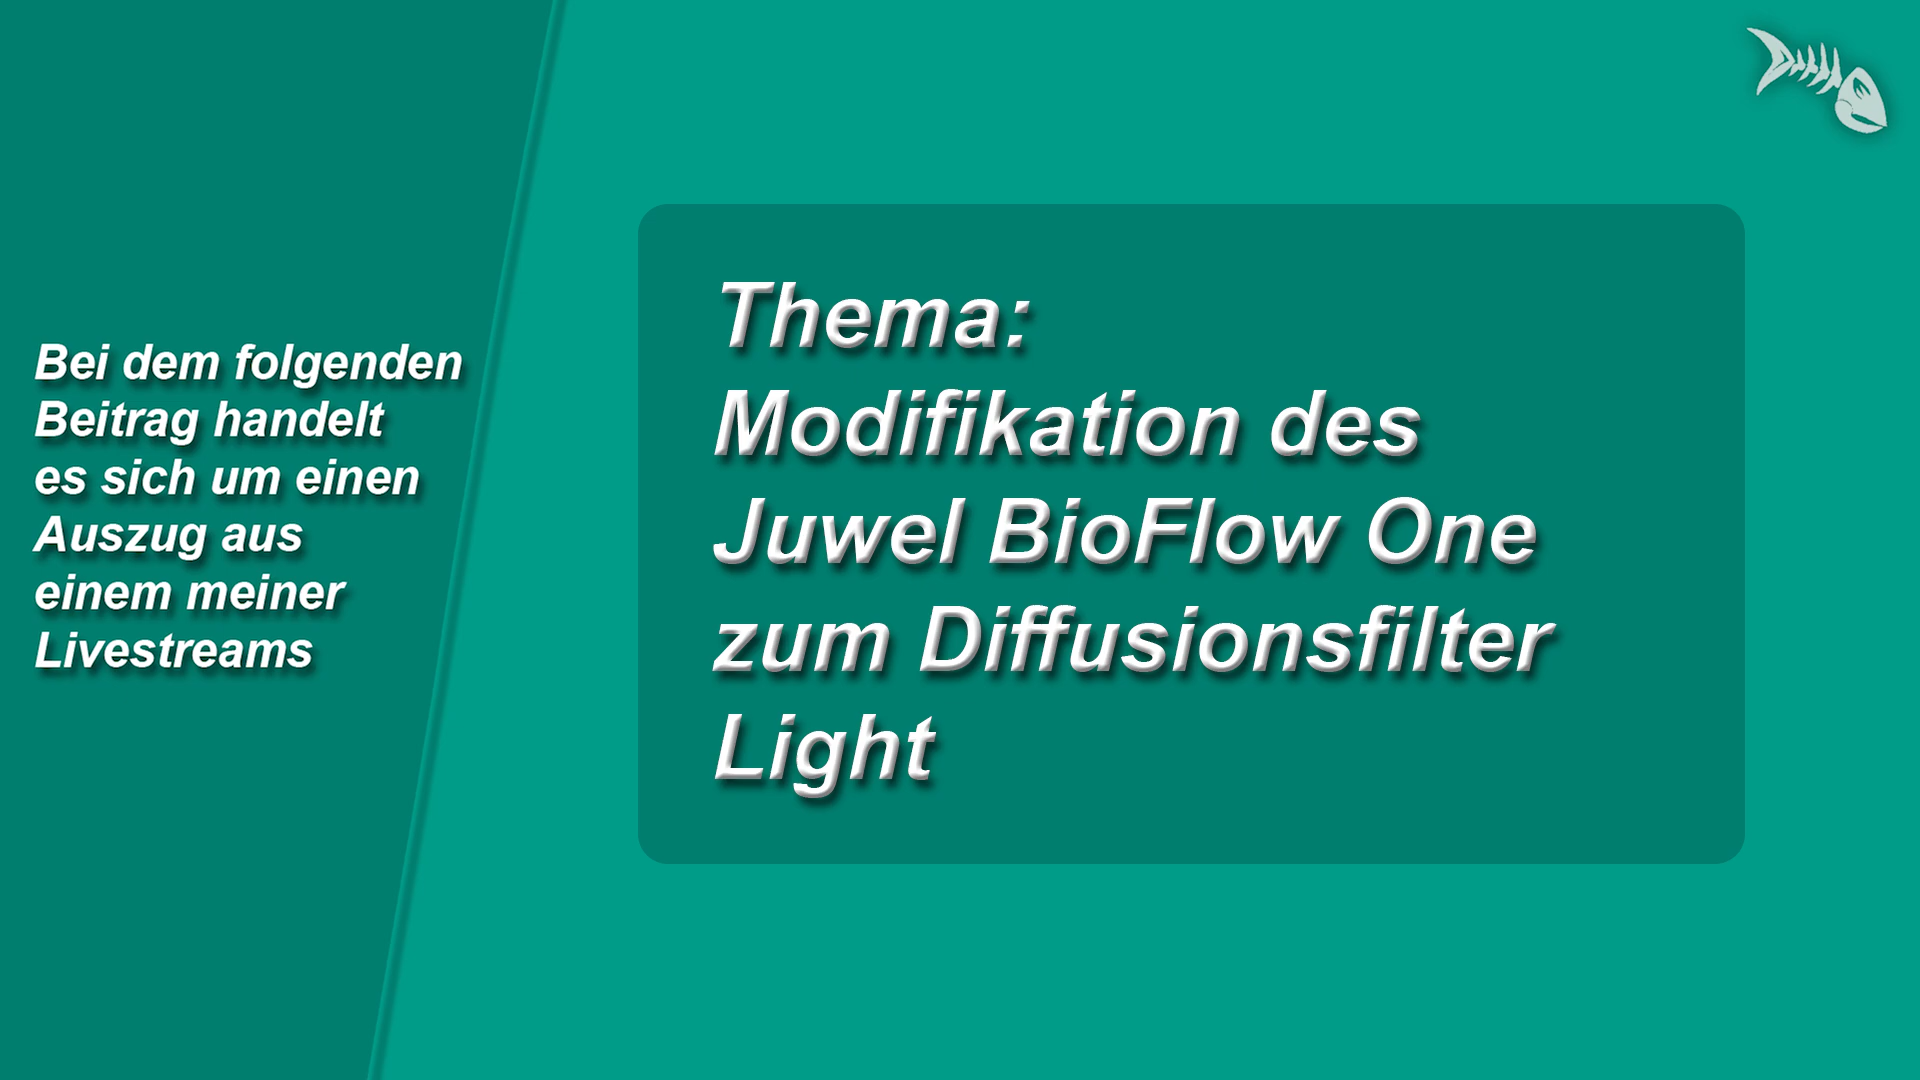 Bei dem folgenden
Beitrag handelt
es sich um einen
Auszug aus
einem meiner
Livestreams
Thema:
Modifikation des
Juwel BioFlow One
zum Diffusionsfilter
Light